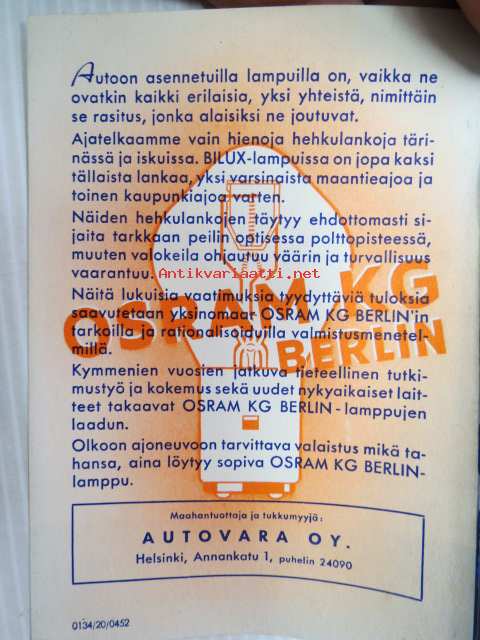 Autoon asennetuilla lampuilla on, vaikka ne
ovatkin kaikki erilaisia, yksi yhteistä, nimittäin
se rasitus, jonka alaisiksi ne joutuvat.
Ajatelkaamme vain hienoja hehkulankoja täri-
nässä ja iskuissa. BILUX-lampuissa on jopa kaksi
tällaista lankaa, yksi varsinaista maantieajoa ja
toinen kaupunkiajoa varten.
Näiden hehkulankojen täytyy ehdottomasti si-
jaita tarkkaan peilin optisessa polttopisteessä,
muuten valokeila ohjautuu väärin ja turvallisuus
vaarantuu.
Antikvariaatti.net
Näitä lukuisia vaatimuksia tyydyttäviä tuloksia
saavutetaan yksinomaan OSRAM KG BERLIN'in
tarkoilla ja rationalisoiduilla valmistusmenetel-
millä.
OSRAM KG
BERLIN
Kymmenien vuosien jatkuva tieteellinen tutki-
mustyö ja kokemus sekä uudet nykyaikaiset lait-
teet takaavat OSRAM KG BERLIN-lamppujen
laadun.
Olkoon ajoneuvoon tarvittava valaistus mikä ta-
hansa, aina löytyy sopiva OSRAM KG BERLIN-
lamppu.
Maahantuottaja ja tukkumyyjä:
AUTOVARA OY.
Helsinki, Annankatu 1, puhelin 24090
0134/20/0452